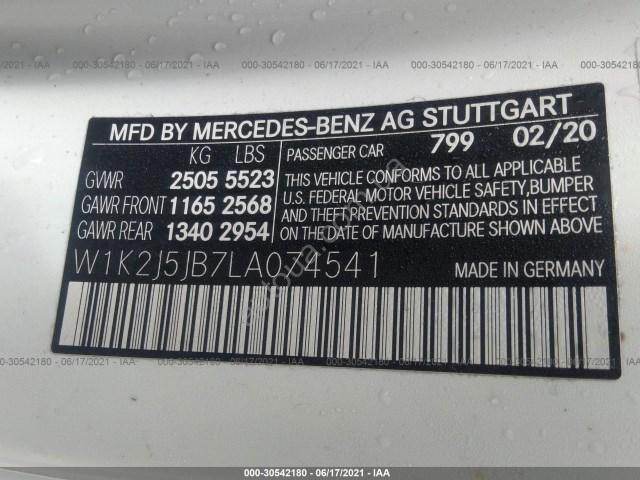 000-30542180 - 06/17/2021 - IAA
MFD BY MERCEDES-BENZ AG STUTTGART
KG LBS PASSENGER CAR 799 02/20
GVWR 2505 5523
GAWR FRONT 1165 2568
GAWR REAR 1340 2954
THIS VEHICLE CONFORMS TO ALL APPLICABLE
U.S. FEDERAL MOTOR VEHICLE SAFETY,BUMPER
AND THEFT PREVENTION STANDARDS IN EFFECT
ON THE DATE OF MANUFACTURE SHOWN ABOVE.
W1K2J5JB7LA074541
000-30542180 - 06/17/2021 - IAA